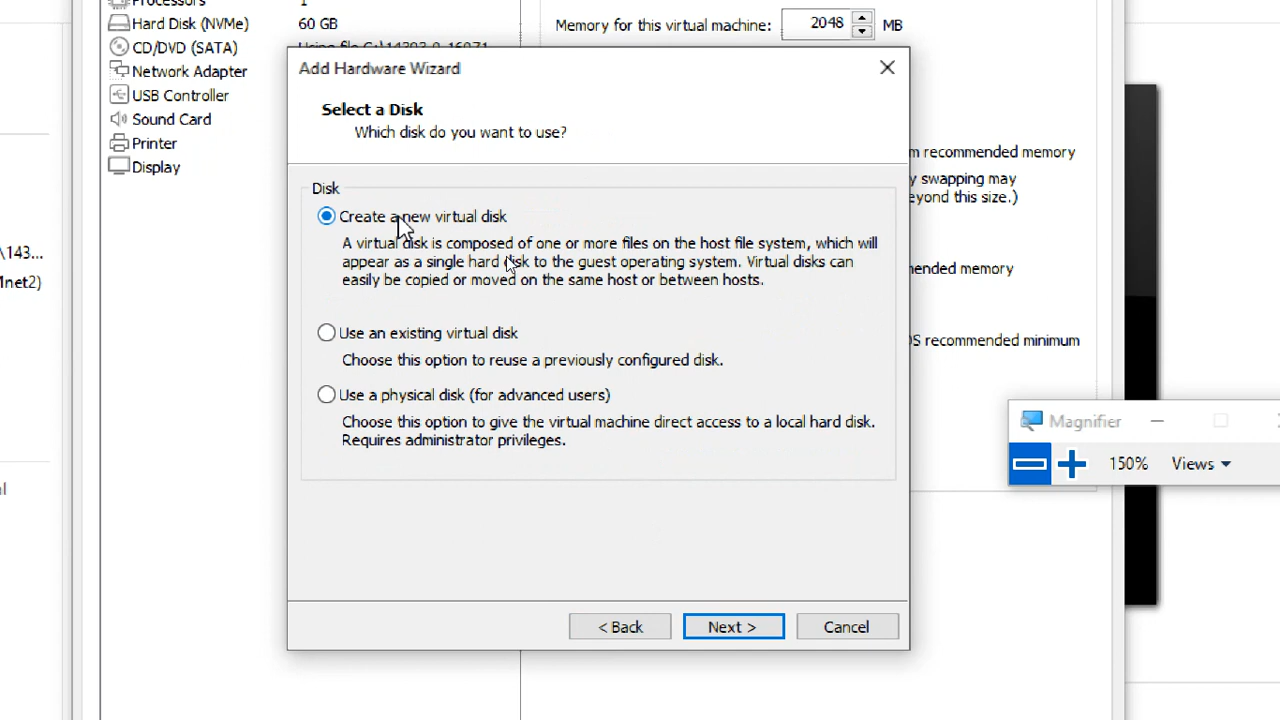 Processors 1
Hard Disk (NVMe) 60 GB
Memory for this virtual machine: 2048 MB
CD/DVD (SATA)
Network Adapter
USB Controller
Sound Card
Printer
Display
Add Hardware Wizard
Select a Disk
Which disk do you want to use?
Disk
Create a new virtual disk
A virtual disk is composed of one or more files on the host file system, which will
appear as a single hard disk to the guest operating system. Virtual disks can
easily be copied or moved on the same host or between hosts.
Use an existing virtual disk
Choose this option to reuse a previously configured disk.
Use a physical disk (for advanced users)
Choose this option to give the virtual machine direct access to a local hard disk.
Requires administrator privileges.
< Back
Next >
Cancel
m recommended memory
y swapping may
eyond this size.)
ended memory
OS recommended minimum
\143...
net2)
Magnifier
150%
Views